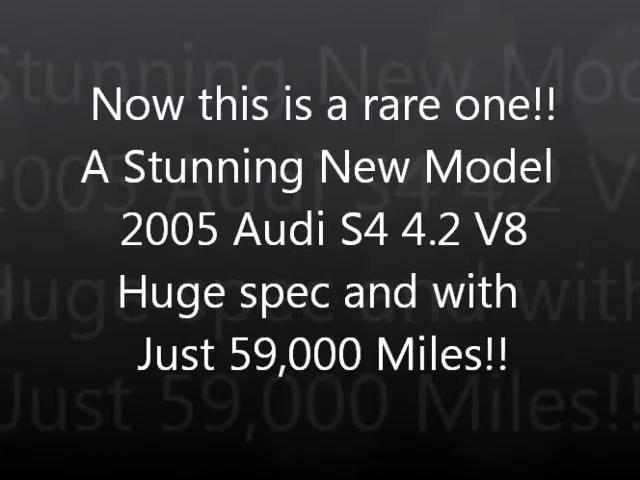 Now this is a rare one!!
A Stunning New Model
2005 Audi S4 4.2 V8
Huge spec and with
Just 59,000 Miles!!